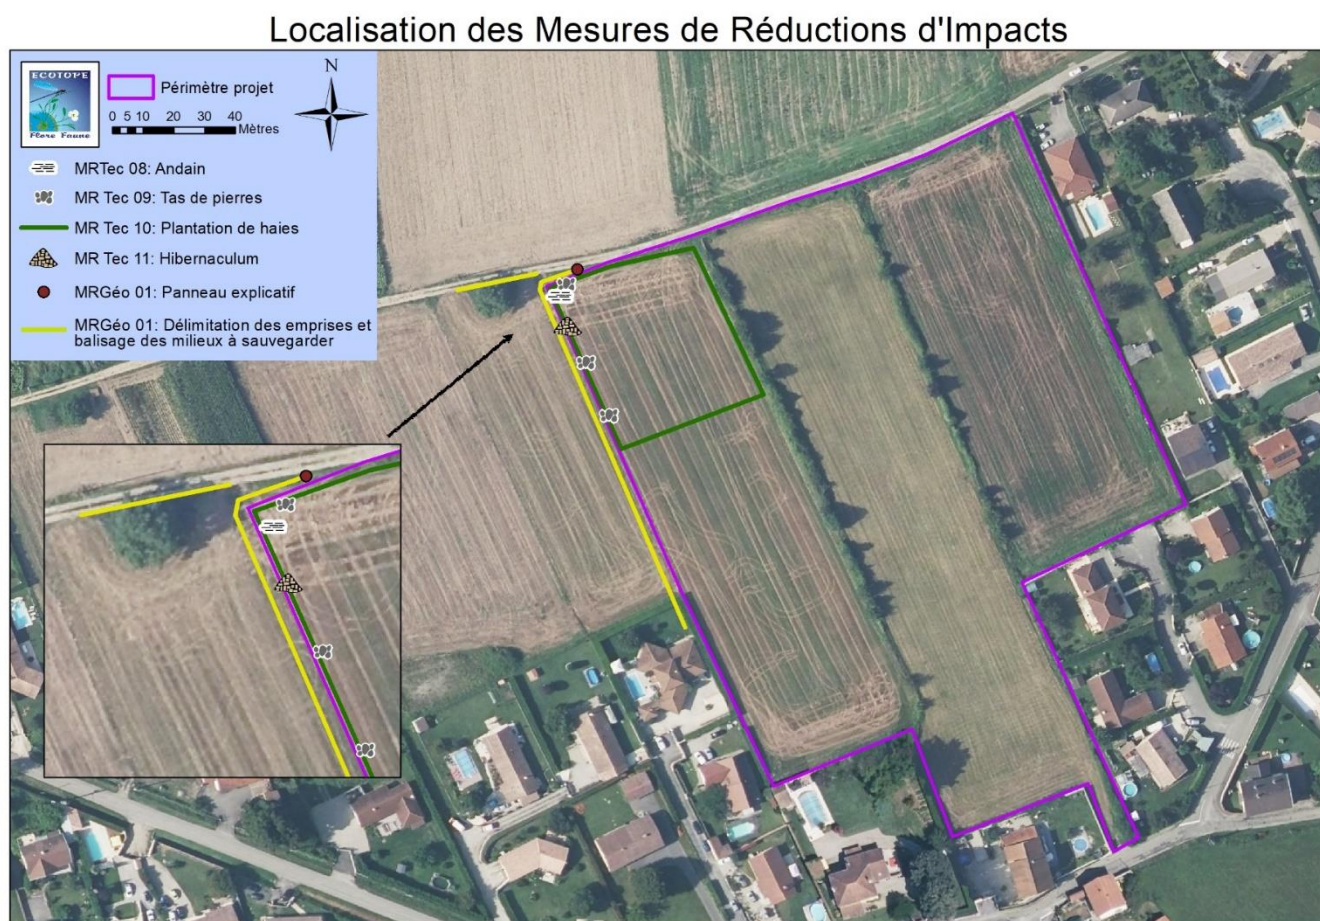 Localisation des Mesures de Réductions d'Impacts
ECOTOPE
Flore Faune
Périmètre projet
N
0 5 10 20 30 40
Mètres
MRTec 08: Andain
MR Tec 09: Tas de pierres
MR Tec 10: Plantation de haies
MR Tec 11: Hibernaculum
MRGéo 01: Panneau explicatif
MRGéo 01: Délimitation des emprises et
balisage des milieux à sauvegarder